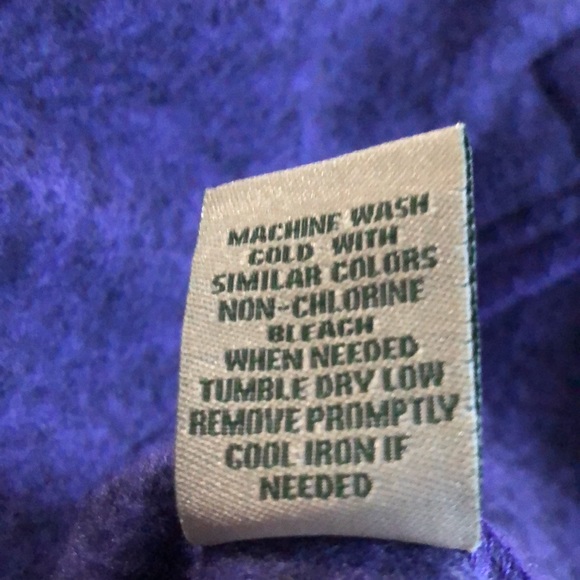 MACHINE WASH
COLD WITH
SIMILAR COLORS
NON-CHLORINE
BLEACH
WHEN NEEDED
TUMBLE DRY LOW
REMOVE PROMPTLY
COOL IRON IF
NEEDED